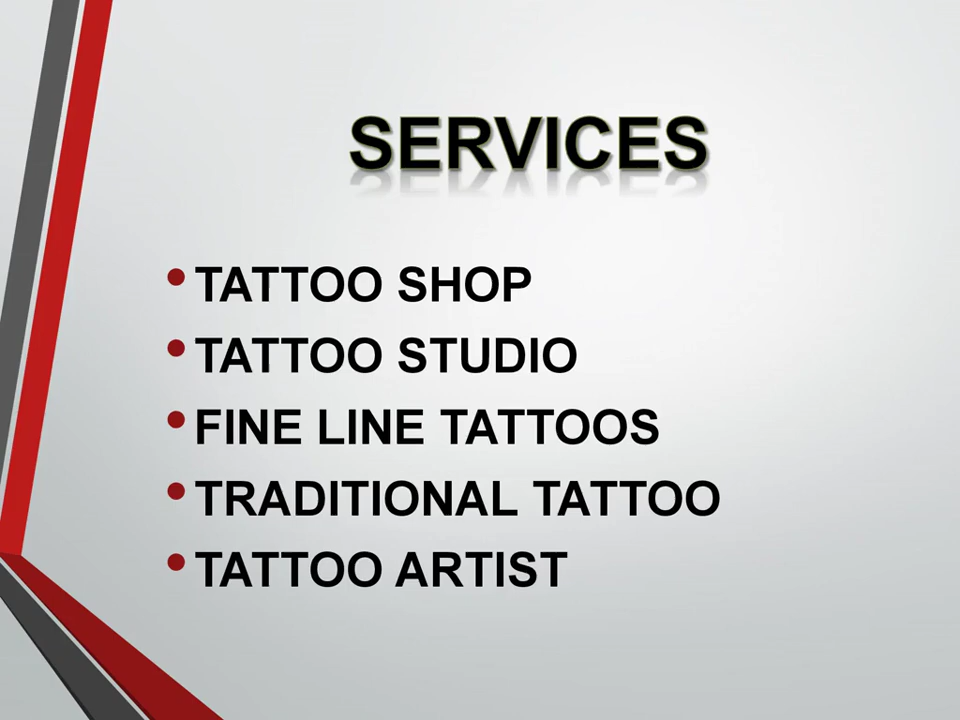 SERVICES
• TATTOO SHOP
• TATTOO STUDIO
• FINE LINE TATTOOS
• TRADITIONAL TATTOO
• TATTOO ARTIST